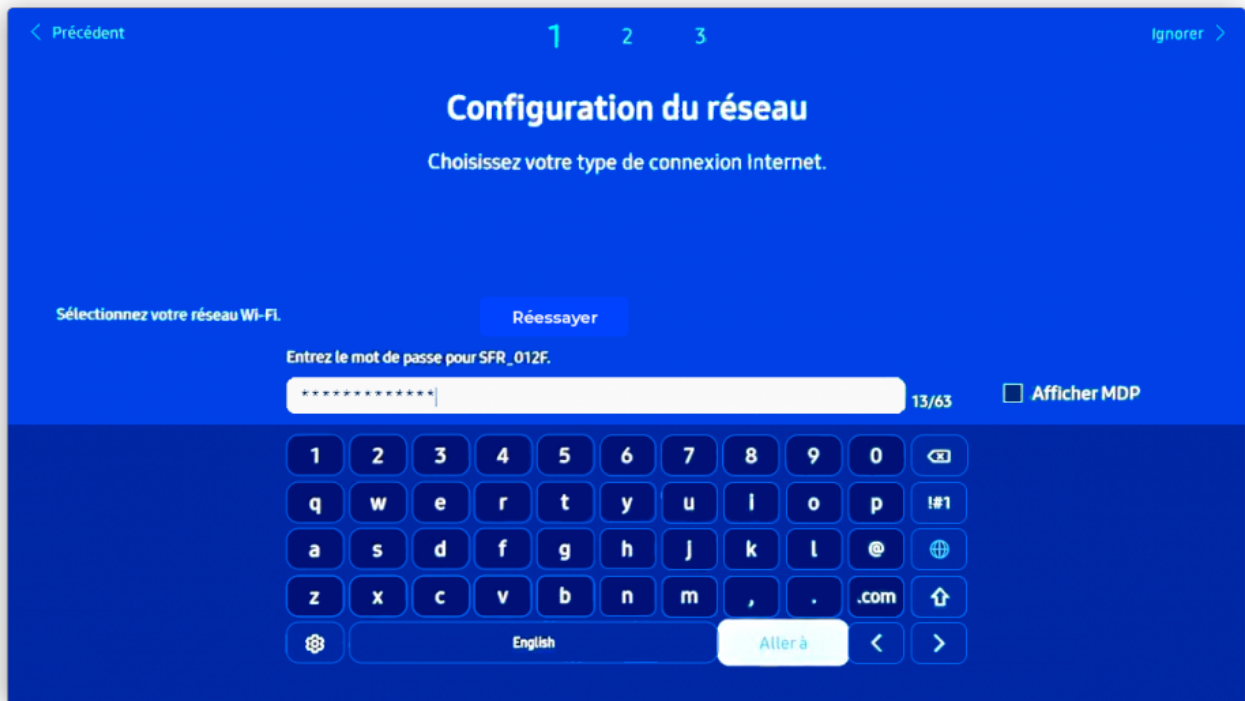 Précédent 1 2 3 Ignorer
Configuration du réseau
Choisissez votre type de connexion Internet.
Sélectionnez votre réseau Wi-Fi. Réessayer
Entrez le mot de passe pour SFR_012F.
************* 13/63 Afficher MDP
1 2 3 4 5 6 7 8 9 0
q w e r t y u i o p !#1
a s d f g h j k l @
z x c v b n m , . .com
English Aller à < >